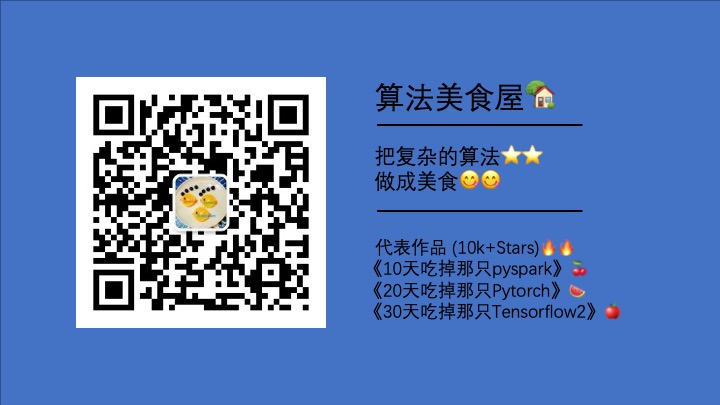 算法美食屋🏡
把复杂的算法⭐⭐
做成美食😋😋
代表作品 (10k+Stars)🔥🔥
《10天吃掉那只pyspark》🍒
《20天吃掉那只Pytorch》🍉
《30天吃掉那只Tensorflow2》🍎